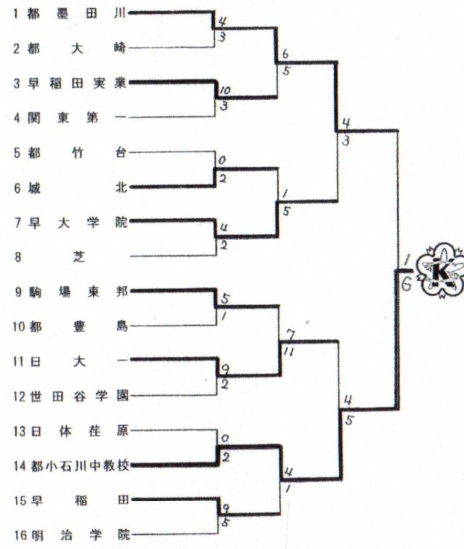 1 都墨田川
4
3
2 都大崎
6
5
3 早稲田実業
10
3
4 関東第一
4
3
5 都竹台
0
2
6 城北
1
5
7 早大学院
4
2
8 芝
1
6
K
9 駒場東邦
5
1
10 都豊島
7
11
11 日大一
9
2
12 世田谷学園
4
5
13 日体荏原
0
2
14 都小石川中教校
4
1
15 早稲田
9
5
16 明治学院